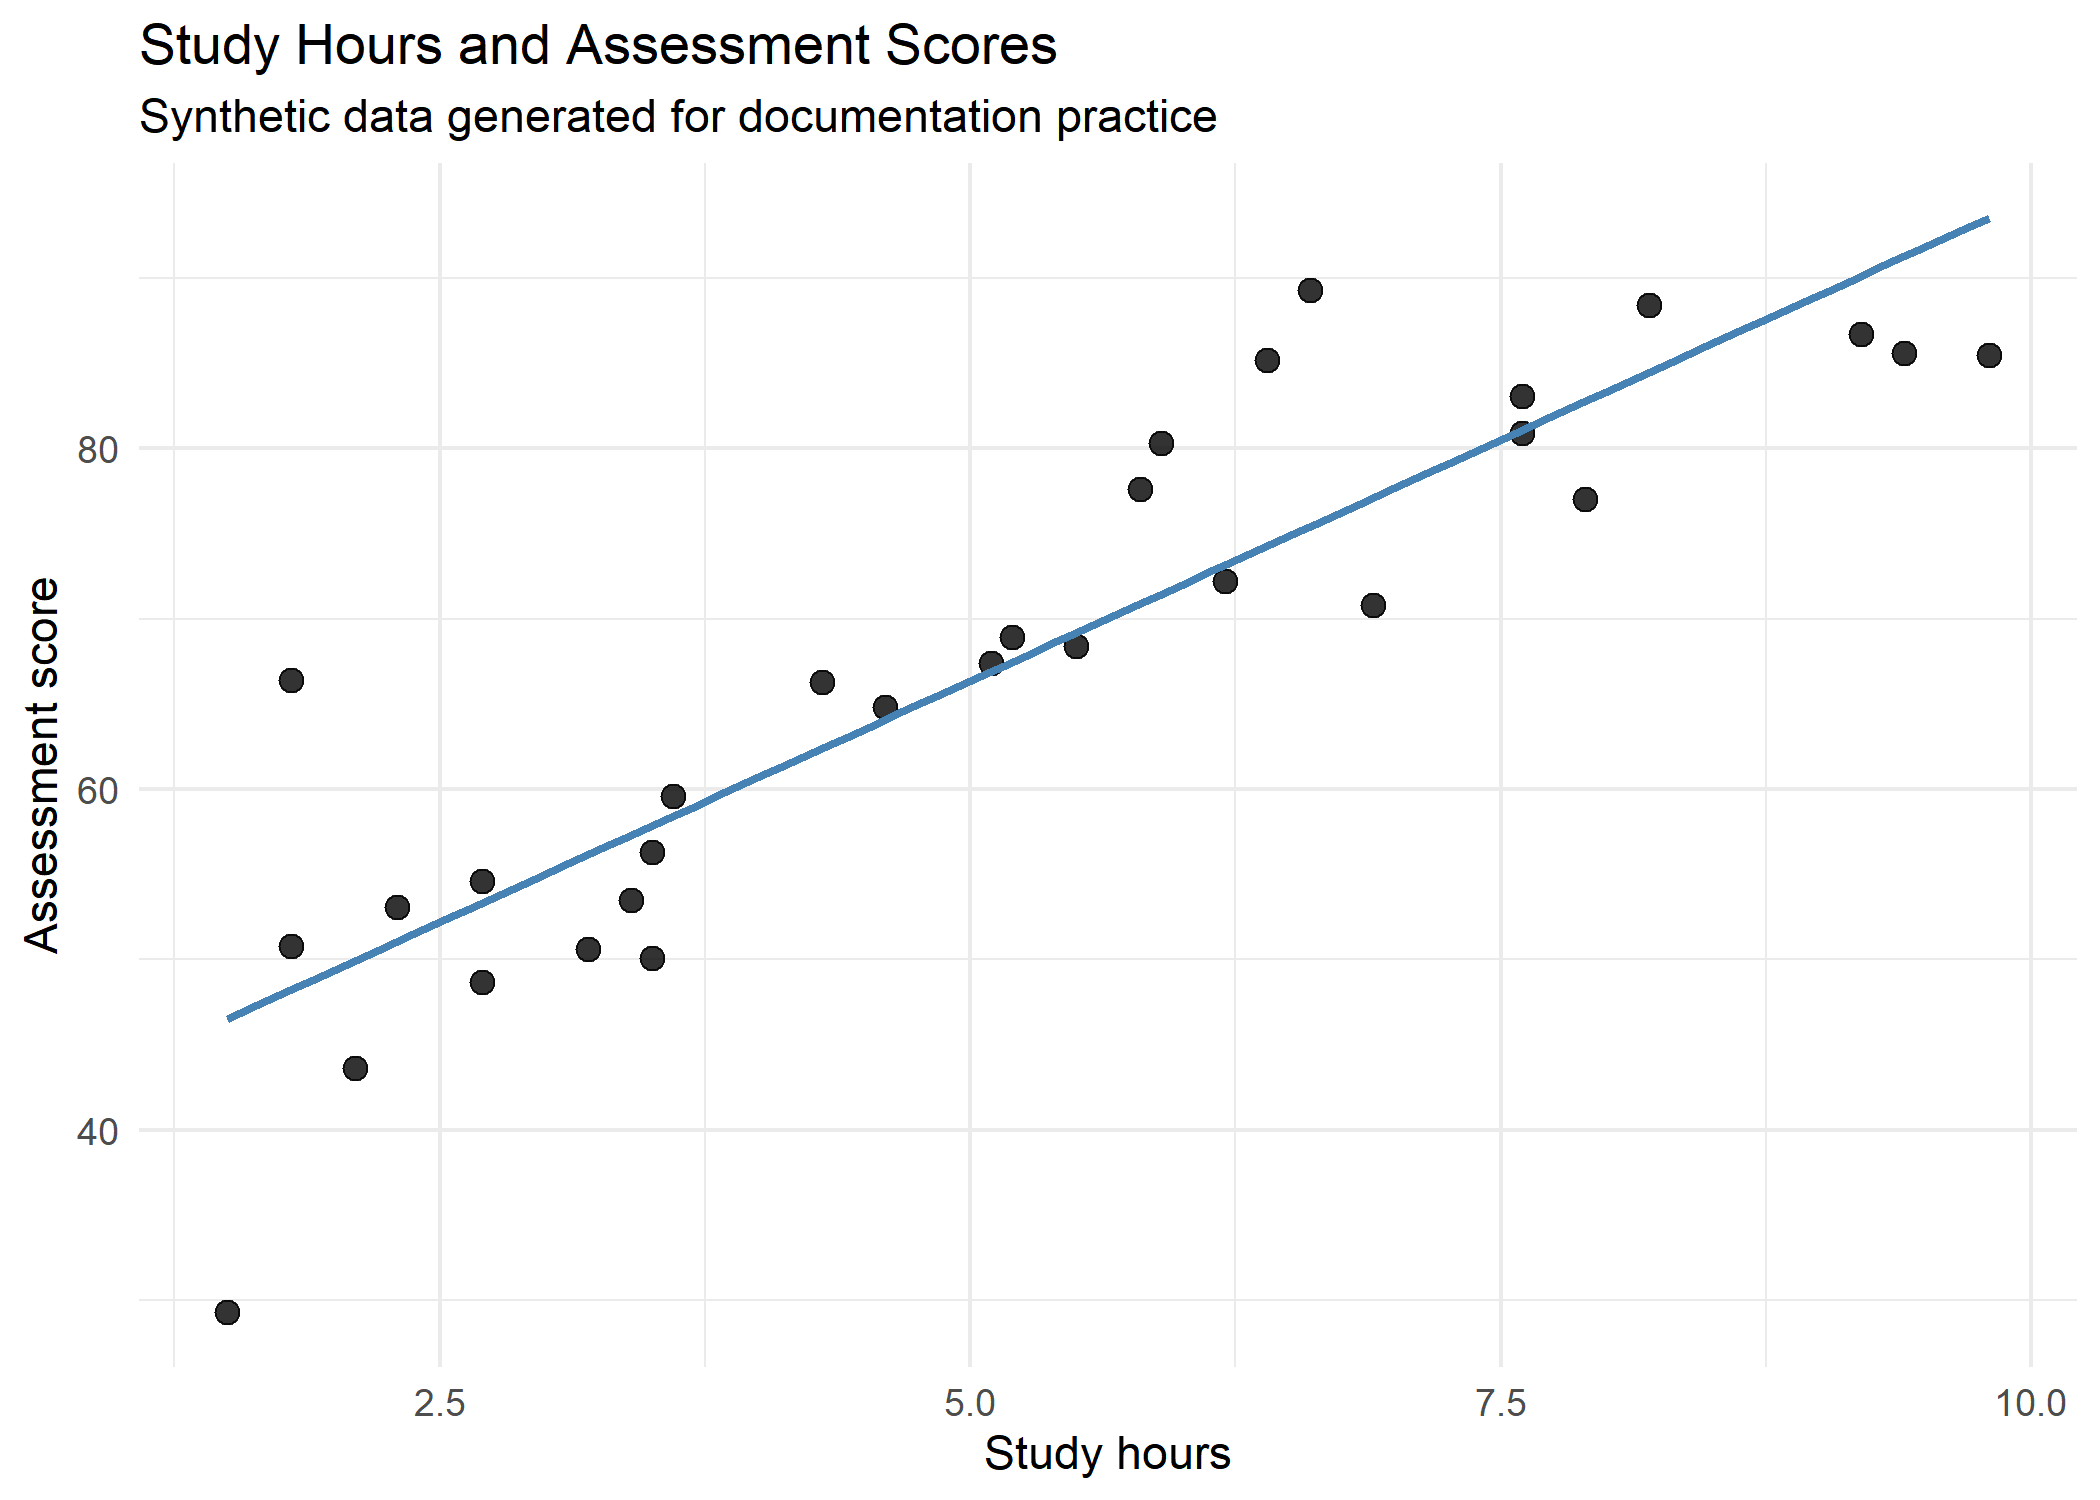 Study Hours and Assessment Scores
Synthetic data generated for documentation practice
Assessment score
80
60
40
2.5
5.0
7.5
10.0
Study hours